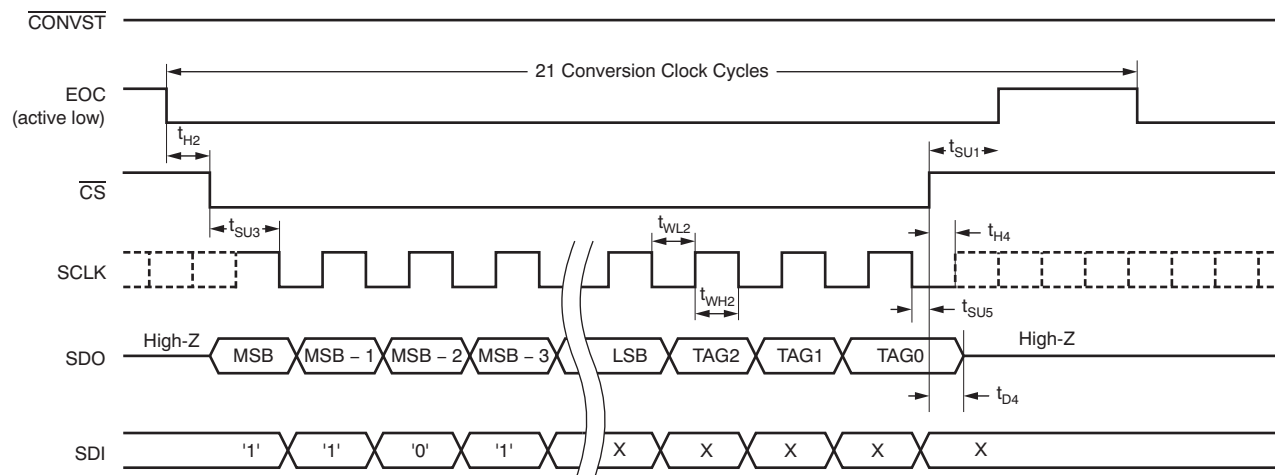 CONVST
21 Conversion Clock Cycles
EOC
(active low)
tH2
tSU1
CS
tSU3
tWL2
tH4
SCLK
tWH2
tSU5
High-Z
High-Z
SDO
MSB
MSB – 1
MSB – 2
MSB – 3
LSB
TAG2
TAG1
TAG0
tD4
SDI
'1'
'1'
'0'
'1'
X
X
X
X
X